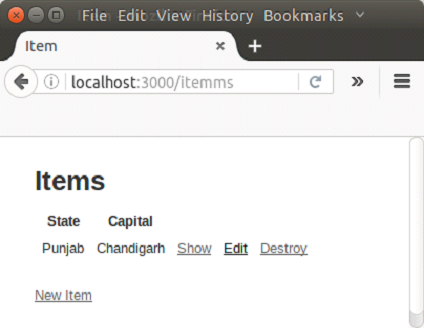 File Edit View History Bookmarks
Item
localhost:3000/itemms
Items
State Capital
Punjab Chandigarh Show Edit Destroy
New Item